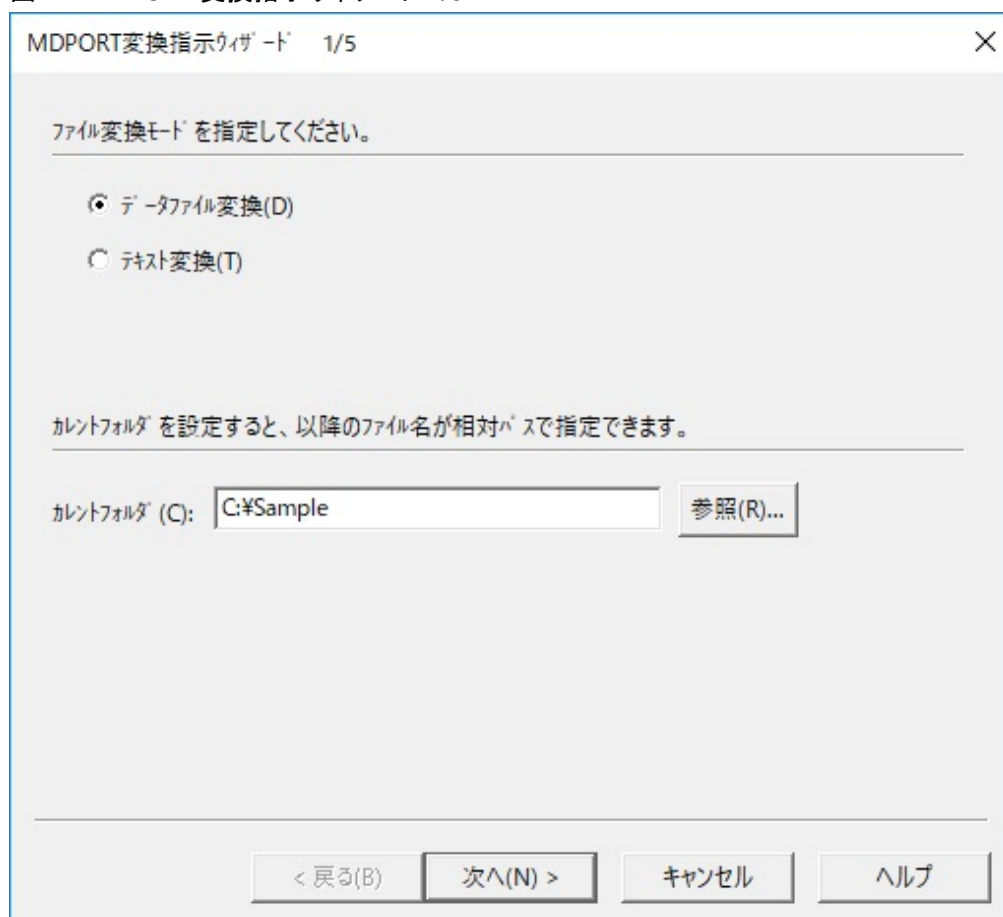 MDPORT変換指示ｳｨｻﾞｰﾄﾞ 1/5
ﾌｧｲﾙ変換ﾓｰﾄﾞを指定してください。
ﾃﾞｰﾀﾌｧｲﾙ変換(D)
ﾃｷｽﾄ変換(T)
ｶﾚﾝﾄﾌｫﾙﾀﾞを設定すると、以降のﾌｧｲﾙ名が相対ﾊﾟｽで指定できます。
ｶﾚﾝﾄﾌｫﾙﾀﾞ(C): C:¥Sample 参照(R)...
< 戻る(B) 次へ(N) > キャンセル ヘルプ